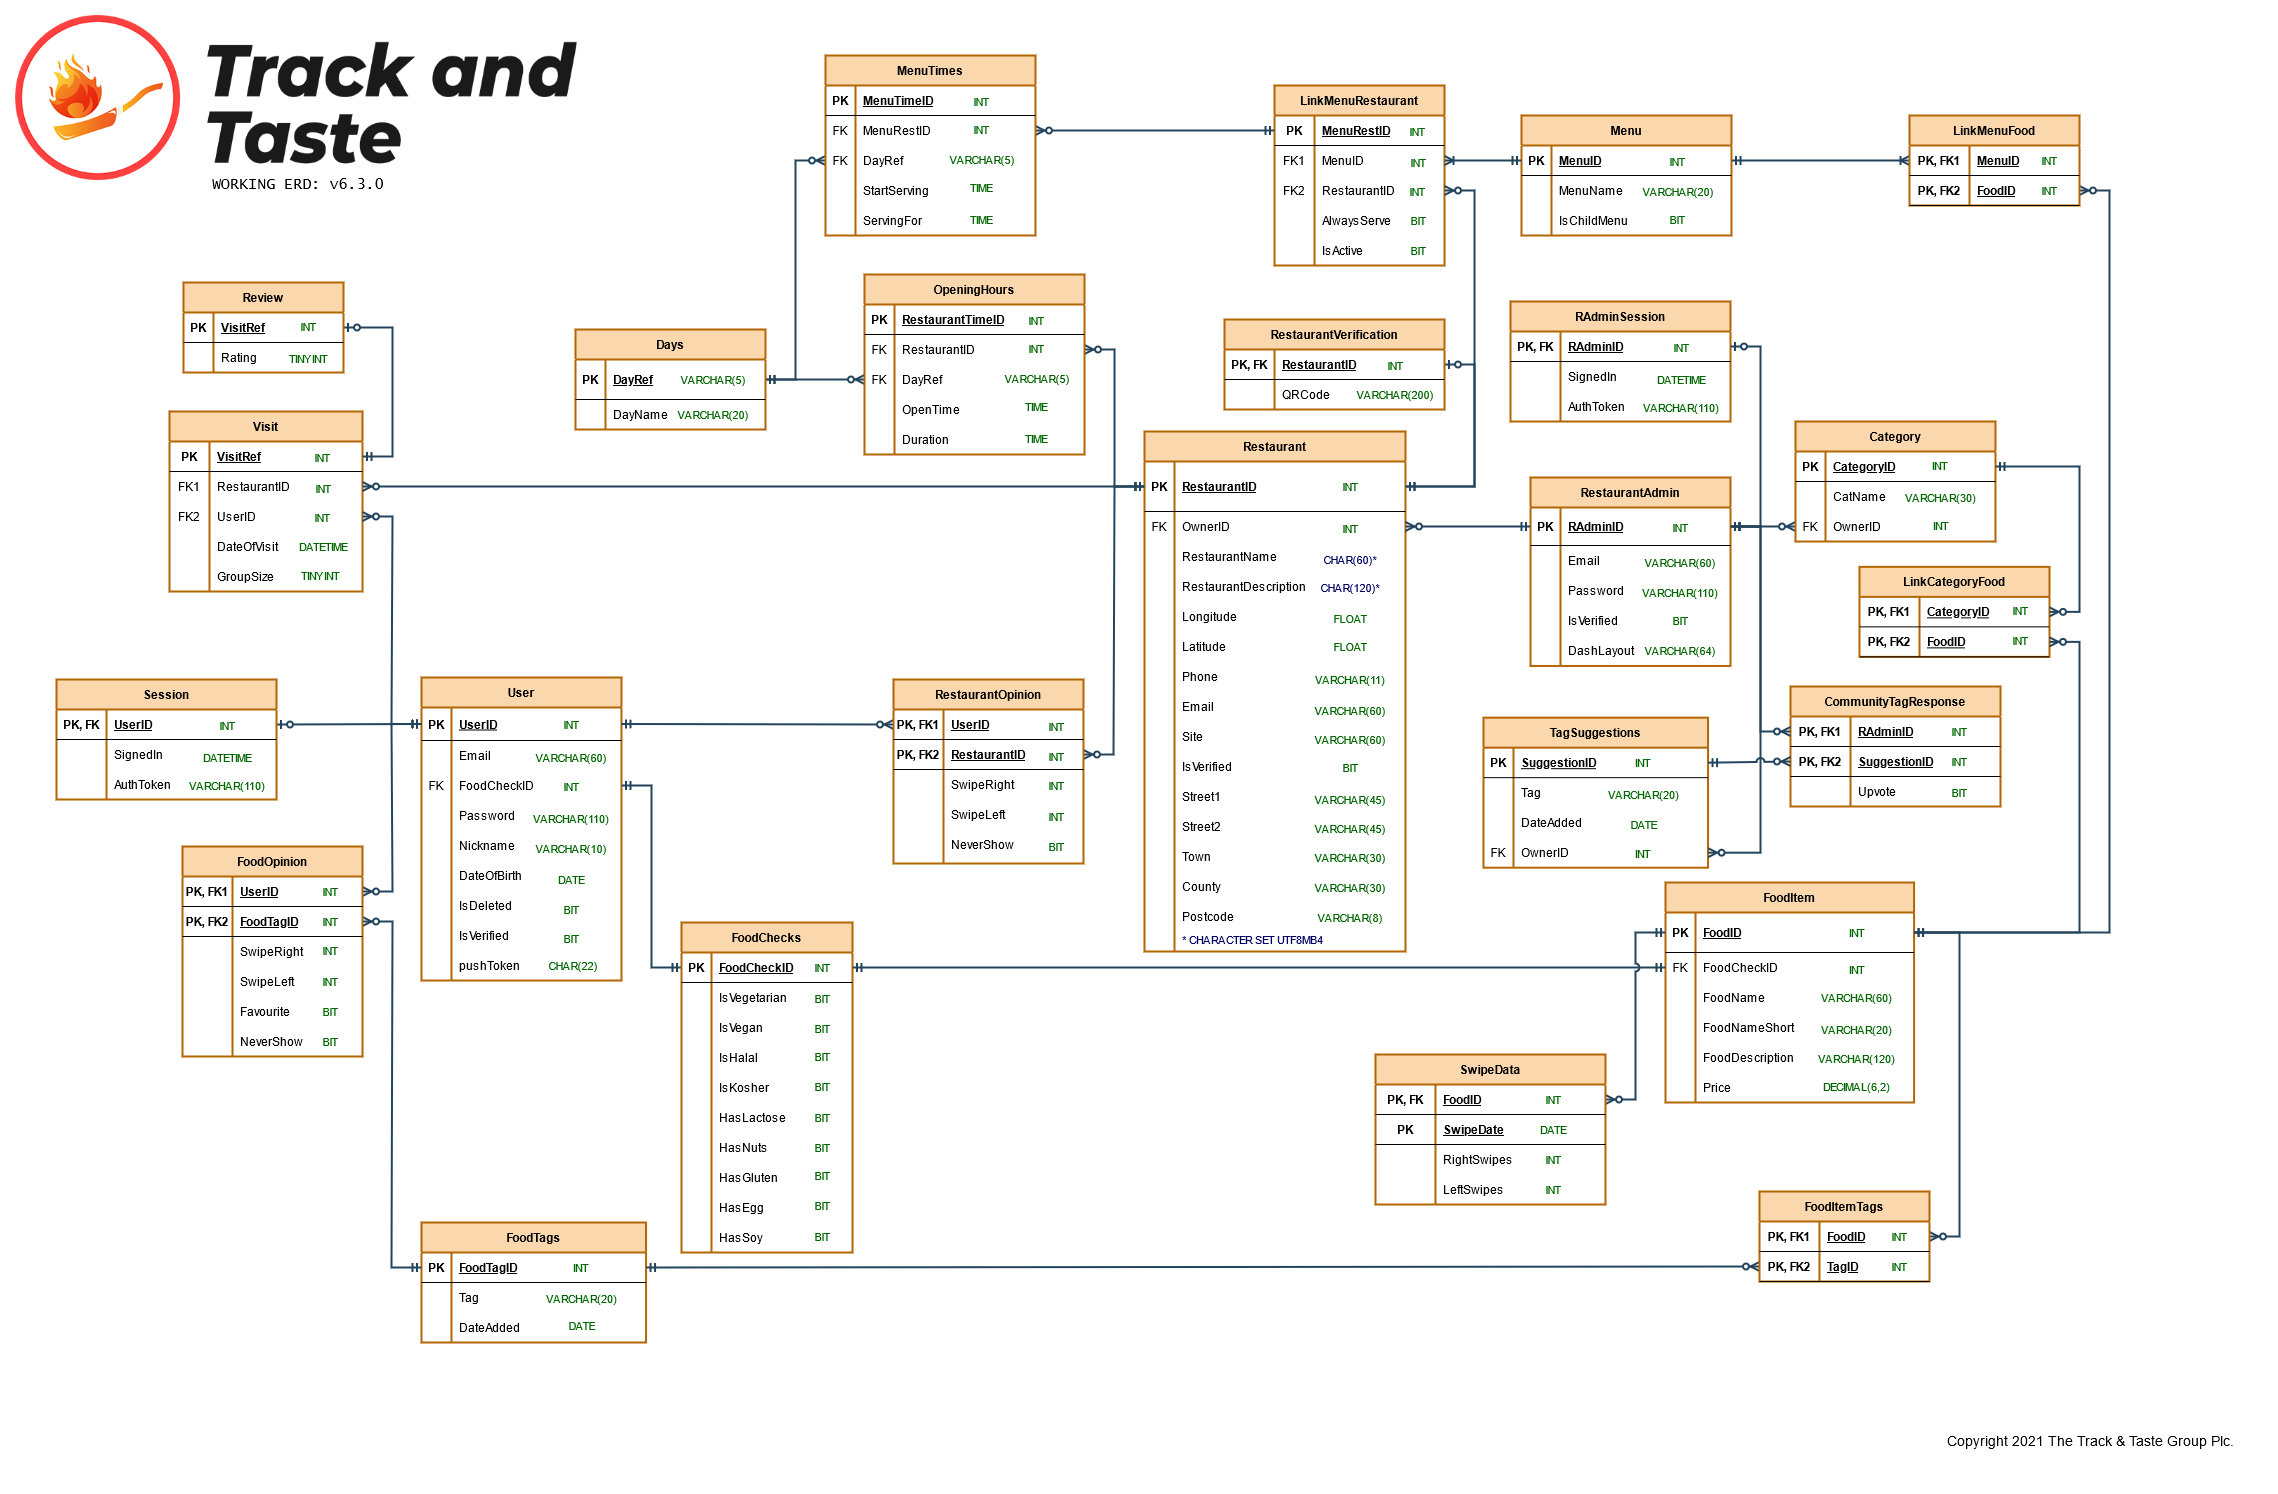 Track and
Taste
WORKING ERD: v6.3.0
MenuTimes
PK MenuTimeID INT
FK MenuRestID INT
FK DayRef VARCHAR(5)
StartServing TIME
ServingFor TIME
LinkMenuRestaurant
PK MenuRestID INT
FK1 MenuID INT
FK2 RestaurantID INT
AlwaysServe BIT
IsActive BIT
Menu
PK MenuID INT
MenuName VARCHAR(20)
IsChildMenu BIT
LinkMenuFood
PK, FK1 MenuID INT
PK, FK2 FoodID INT
Review
PK VisitRef INT
Rating TINYINT
Days
PK DayRef VARCHAR(5)
DayName VARCHAR(20)
OpeningHours
PK RestaurantTimeID INT
FK RestaurantID INT
FK DayRef VARCHAR(5)
OpenTime TIME
Duration TIME
RestaurantVerification
PK, FK RestaurantID INT
QRCode VARCHAR(200)
RAdminSession
PK, FK RAdminID INT
SignedIn DATETIME
AuthToken VARCHAR(110)
Visit
PK VisitRef INT
FK1 RestaurantID INT
FK2 UserID INT
DateOfVisit DATETIME
GroupSize TINYINT
Restaurant
PK RestaurantID INT
FK OwnerID INT
RestaurantName CHAR(60)*
RestaurantDescription CHAR(120)*
Longitude FLOAT
Latitude FLOAT
Phone VARCHAR(11)
Email VARCHAR(60)
Site VARCHAR(60)
IsVerified BIT
Street1 VARCHAR(45)
Street2 VARCHAR(45)
Town VARCHAR(30)
County VARCHAR(30)
Postcode VARCHAR(8)
* CHARACTER SET UTF8MB4
RestaurantAdmin
PK RAdminID INT
Email VARCHAR(60)
Password VARCHAR(110)
IsVerified BIT
DashLayout VARCHAR(64)
Category
PK CategoryID INT
CatName VARCHAR(30)
FK OwnerID INT
LinkCategoryFood
PK, FK1 CategoryID INT
PK, FK2 FoodID INT
Session
PK, FK UserID INT
SignedIn DATETIME
AuthToken VARCHAR(110)
User
PK UserID INT
Email VARCHAR(60)
FK FoodCheckID INT
Password VARCHAR(110)
Nickname VARCHAR(10)
DateOfBirth DATE
IsDeleted BIT
IsVerified BIT
pushToken CHAR(22)
RestaurantOpinion
PK, FK1 UserID INT
PK, FK2 RestaurantID INT
SwipeRight INT
SwipeLeft INT
NeverShow BIT
TagSuggestions
PK SuggestionID INT
Tag VARCHAR(20)
DateAdded DATE
FK OwnerID INT
CommunityTagResponse
PK, FK1 RAdminID INT
PK, FK2 SuggestionID INT
Upvote BIT
FoodOpinion
PK, FK1 UserID INT
PK, FK2 FoodTagID INT
SwipeRight INT
SwipeLeft INT
Favourite BIT
NeverShow BIT
FoodChecks
PK FoodCheckID INT
IsVegetarian BIT
IsVegan BIT
IsHalal BIT
IsKosher BIT
HasLactose BIT
HasNuts BIT
HasGluten BIT
HasEgg BIT
HasSoy BIT
FoodItem
PK FoodID INT
FK FoodCheckID INT
FoodName VARCHAR(60)
FoodNameShort VARCHAR(20)
FoodDescription VARCHAR(120)
Price DECIMAL(6,2)
SwipeData
PK, FK FoodID INT
PK SwipeDate DATE
RightSwipes INT
LeftSwipes INT
FoodTags
PK FoodTagID INT
Tag VARCHAR(20)
DateAdded DATE
FoodItemTags
PK, FK1 FoodID INT
PK, FK2 TagID INT
Copyright 2021 The Track & Taste Group Plc.